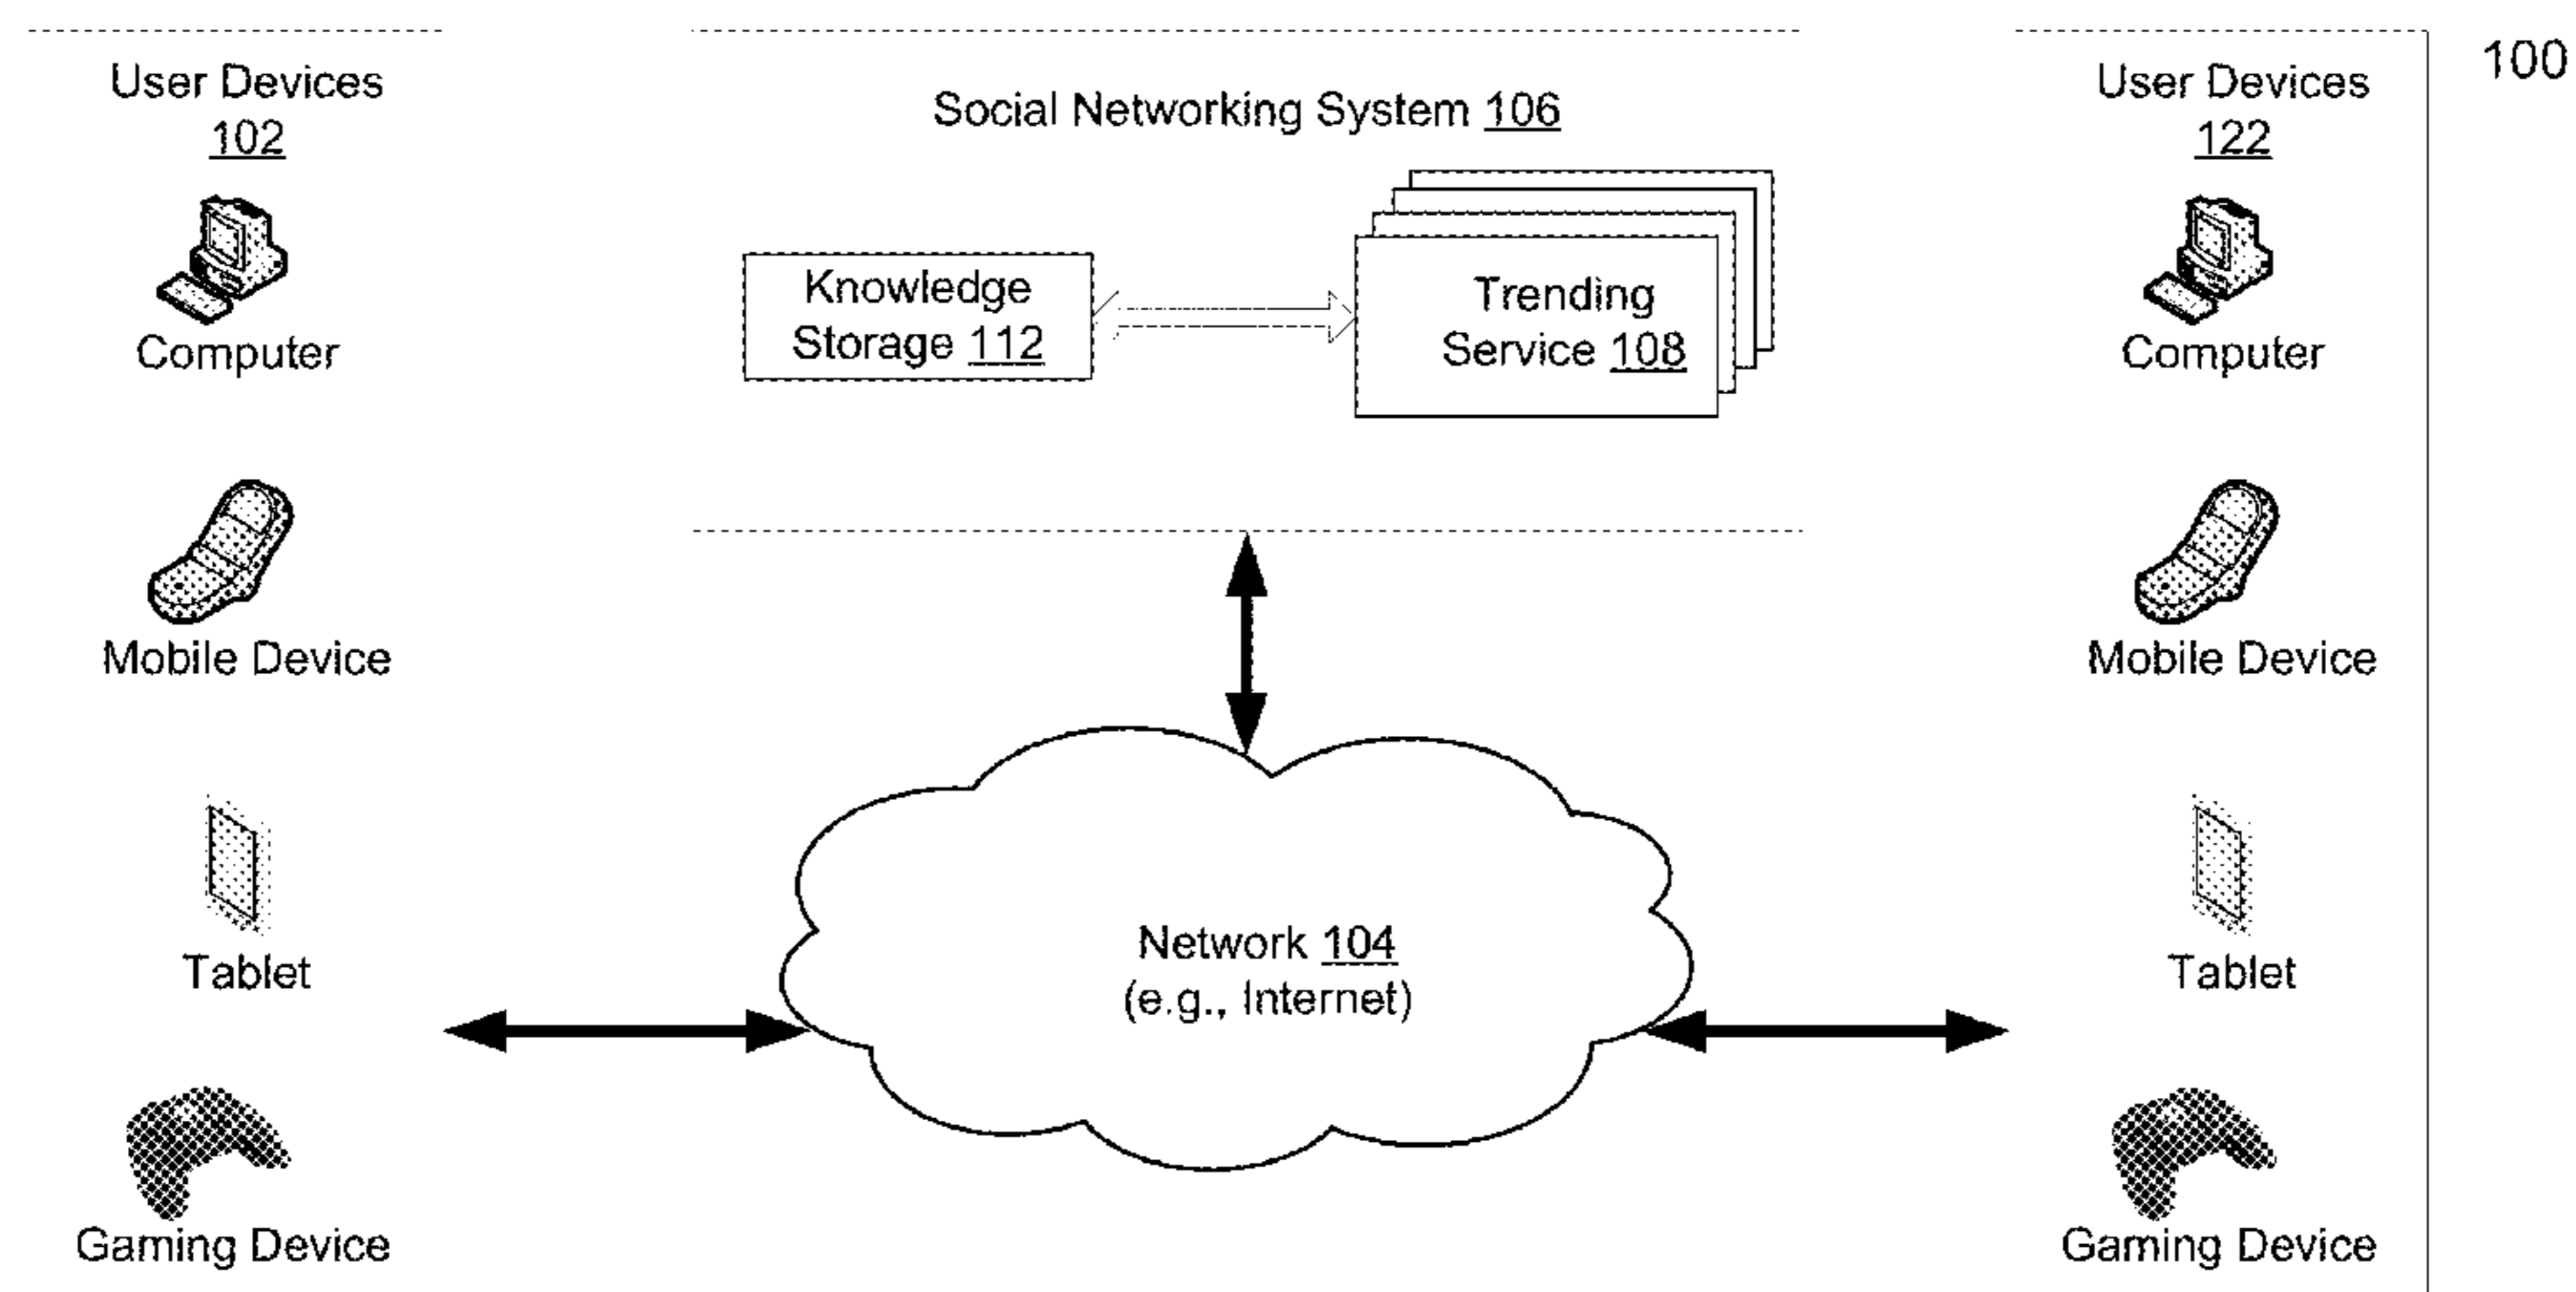 User Devices
102
Computer
Mobile Device
Tablet
Gaming Device
Social Networking System 106
Knowledge
Storage 112
Trending
Service 108
Network 104
(e.g., Internet)
User Devices
122
Computer
Mobile Device
Tablet
Gaming Device
100